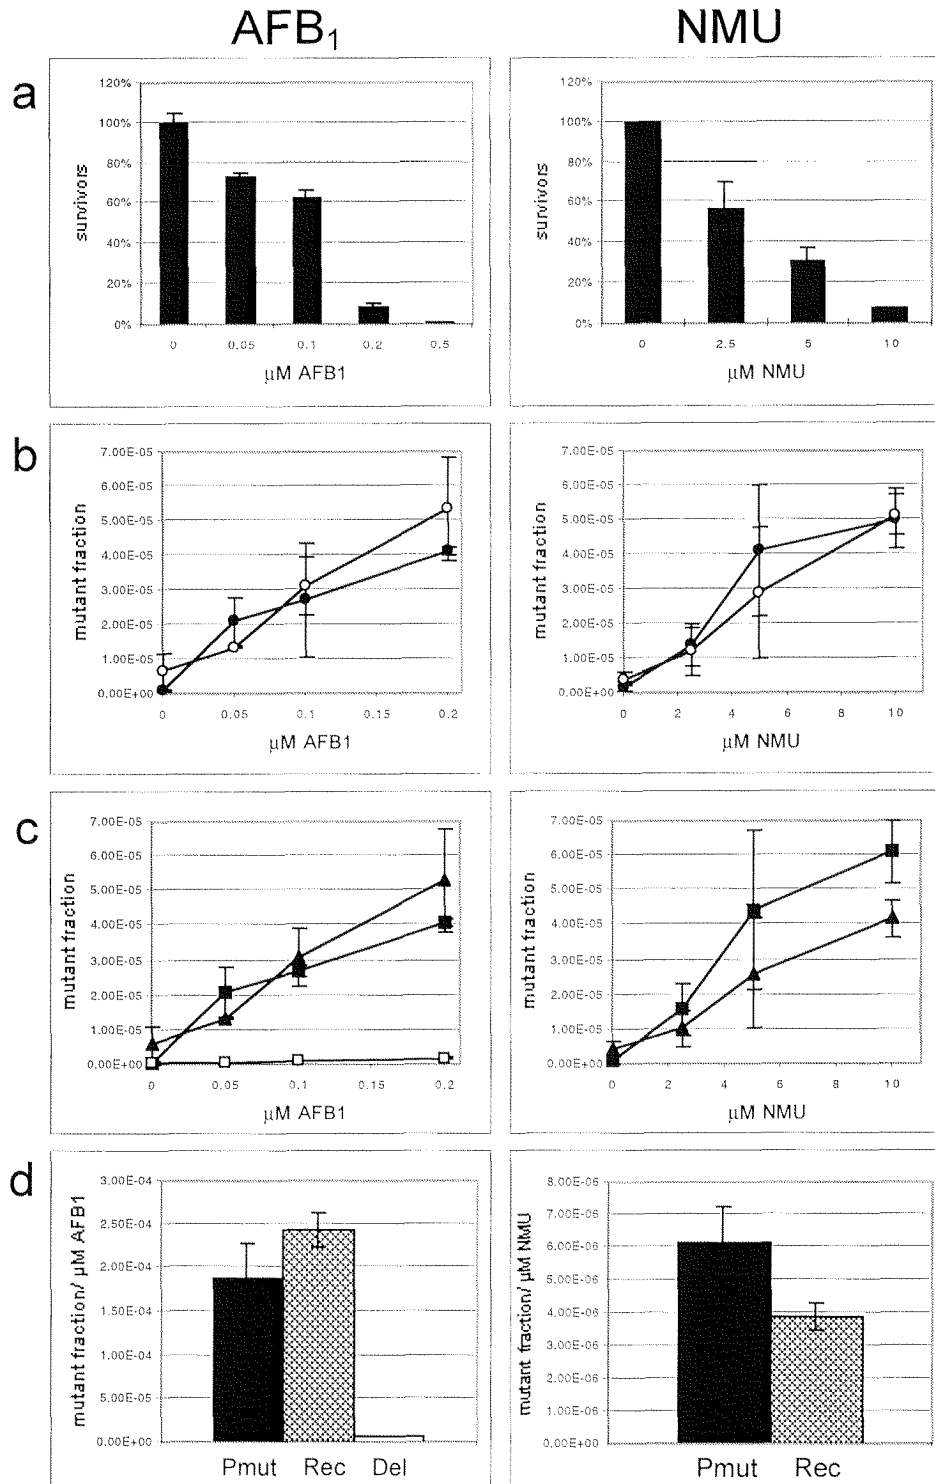 AFB1 NMU
a
120%
100%
80%
60%
40%
20%
0%
survivors
0 0.05 0.1 0.2 0.5
μM AFB1
120%
100%
80%
60%
40%
20%
0%
survivors
0 2.5 5 10
μM NMU
b
7.00E-05
6.00E-05
5.00E-05
4.00E-05
3.00E-05
2.00E-05
1.00E-05
0.00E+00
mutant fraction
0 0.05 0.1 0.15 0.2
μM AFB1
7.00E-05
6.00E-05
5.00E-05
4.00E-05
3.00E-05
2.00E-05
1.00E-05
0.00E+00
mutant fraction
0 2 4 6 8 10
μM NMU
c
7.00E-05
6.00E-05
5.00E-05
4.00E-05
3.00E-05
2.00E-05
1.00E-05
0.00E+00
mutant fraction
0 0.05 0.1 0.15 0.2
μM AFB1
7.00E-05
6.00E-05
5.00E-05
4.00E-05
3.00E-05
2.00E-05
1.00E-05
0.00E+00
mutant fraction
0 2 4 6 8 10
μM NMU
d
3.00E-04
2.50E-04
2.00E-04
1.50E-04
1.00E-04
5.00E-05
0.00E+00
mutant fraction/ μM AFB1
Pmut Rec Del
8.00E-06
7.00E-06
6.00E-06
5.00E-06
4.00E-06
3.00E-06
2.00E-06
1.00E-06
0.00E+00
mutant fraction/ μM NMU
Pmut Rec